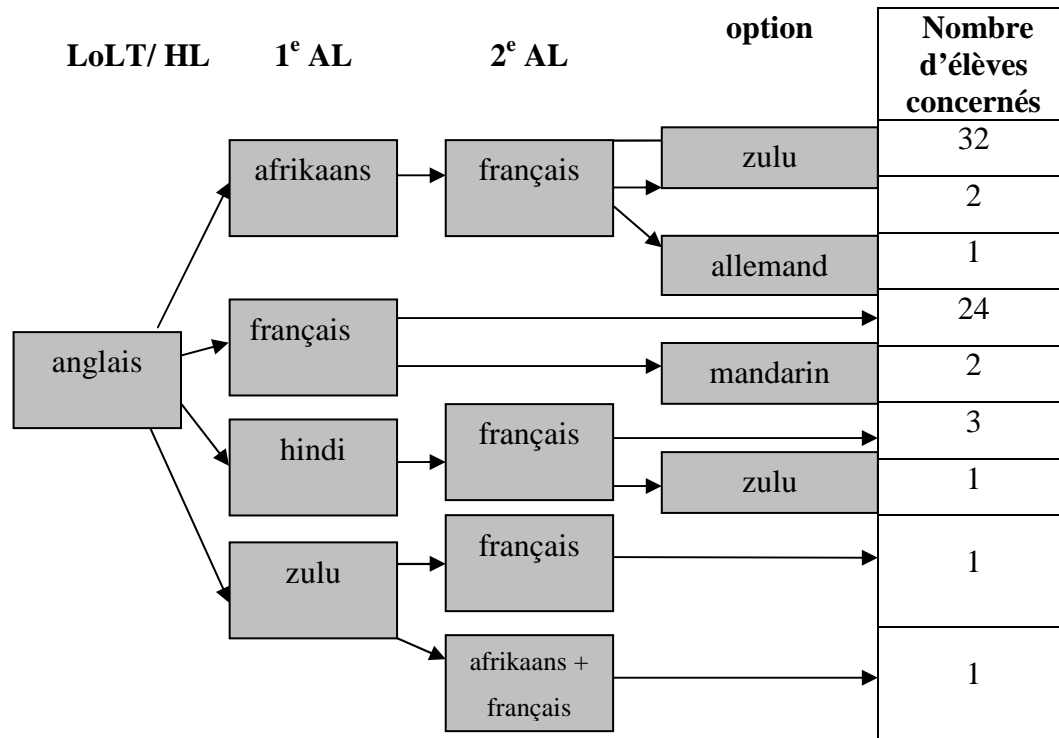 LoLT/ HL 1e AL 2e AL option Nombre
d'élèves
concernés
afrikaans français zulu 32
2
allemand 1
anglais français 24
mandarin 2
hindi français 3
zulu 1
zulu français 1
afrikaans +
français
1